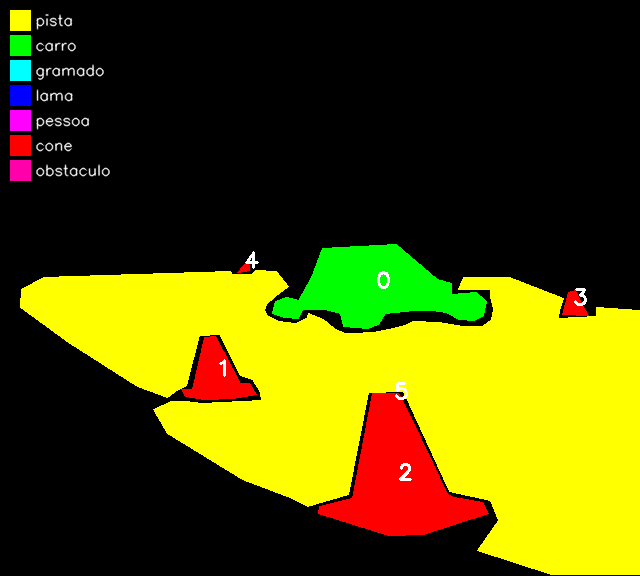 pista
carro
gramado
lama
pessoa
cone
obstaculo
4
0
3
1
5
2